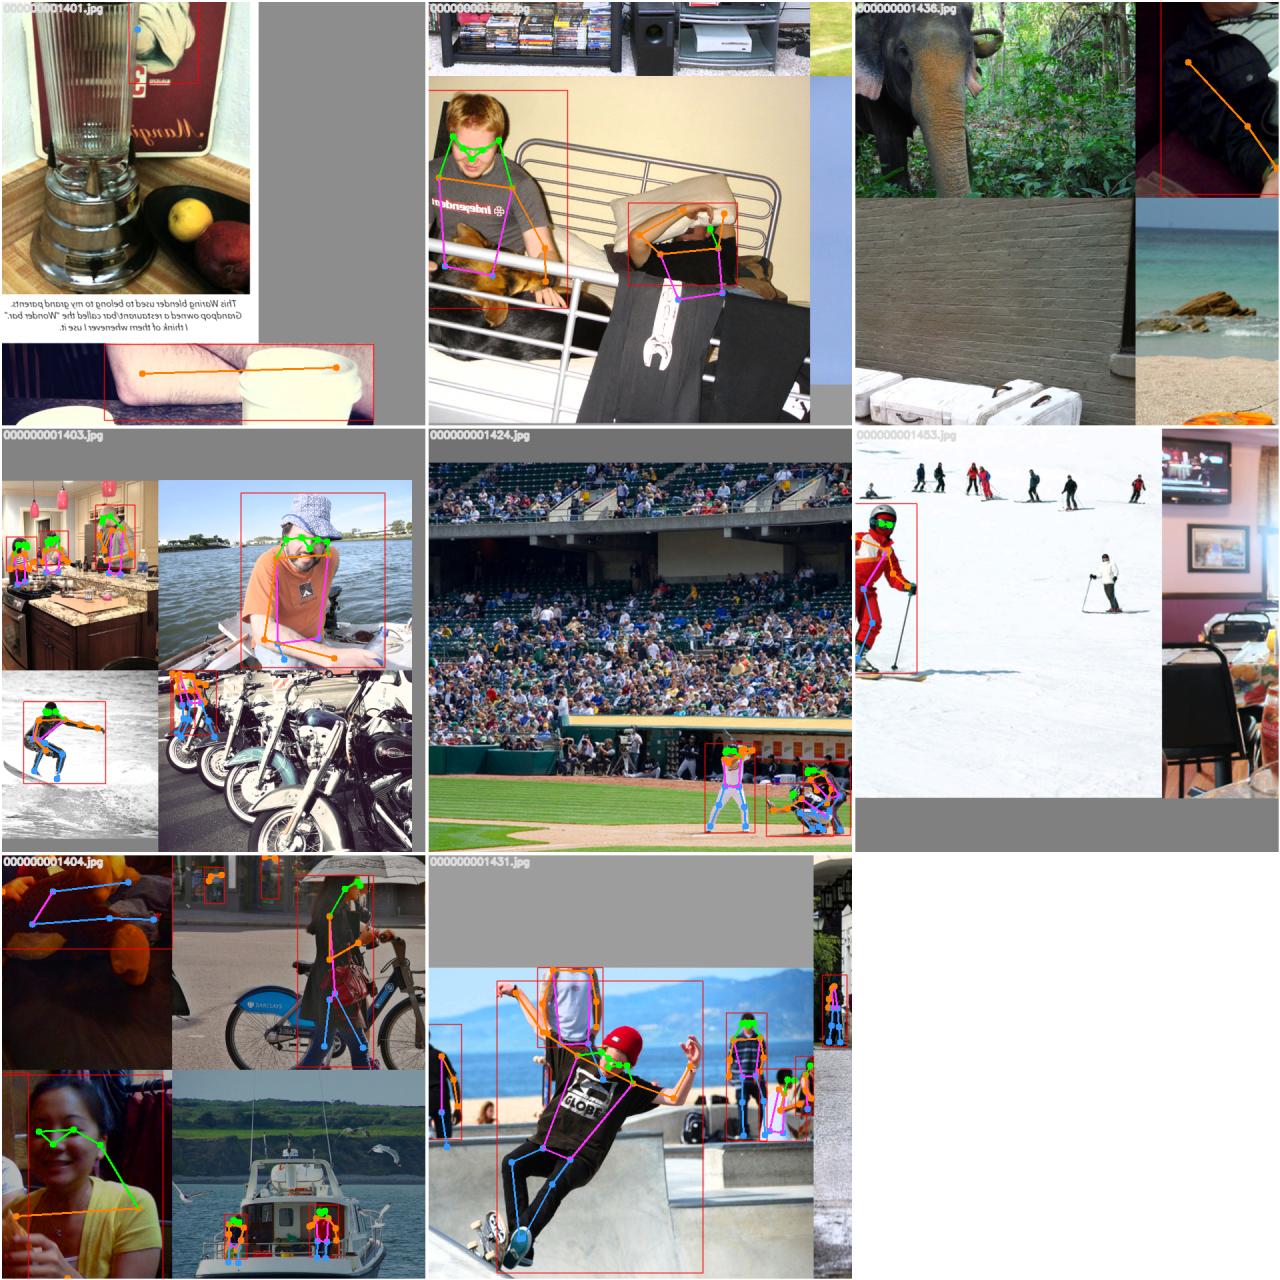 000000001401.jpg
Mangi
This Waring blender used to belong to my grand parents.
Grandpop owned a restaurant/bar called the "Wonder bar".
I think of them whenever I use it.
000000001407.jpg
Independent
000000001436.jpg
000000001403.jpg
000000001424.jpg
000000001453.jpg
000000001404.jpg
BARCLAYS
000000001431.jpg
GLOBE